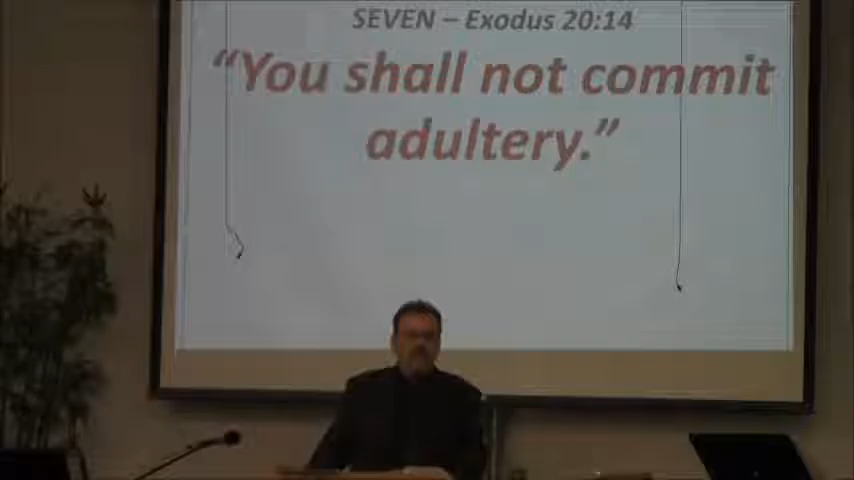 SEVEN – Exodus 20:14
“You shall not commit
adultery.”